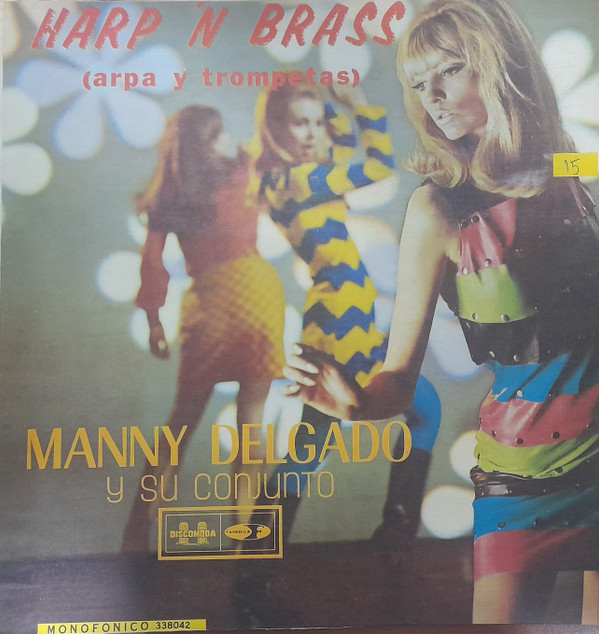 HARP 'N BRASS
(arpa y trompetas)
15
MANNY DELGADO
Y SU CONJUNTO
DISCOMODA
MONOFONICO 338042